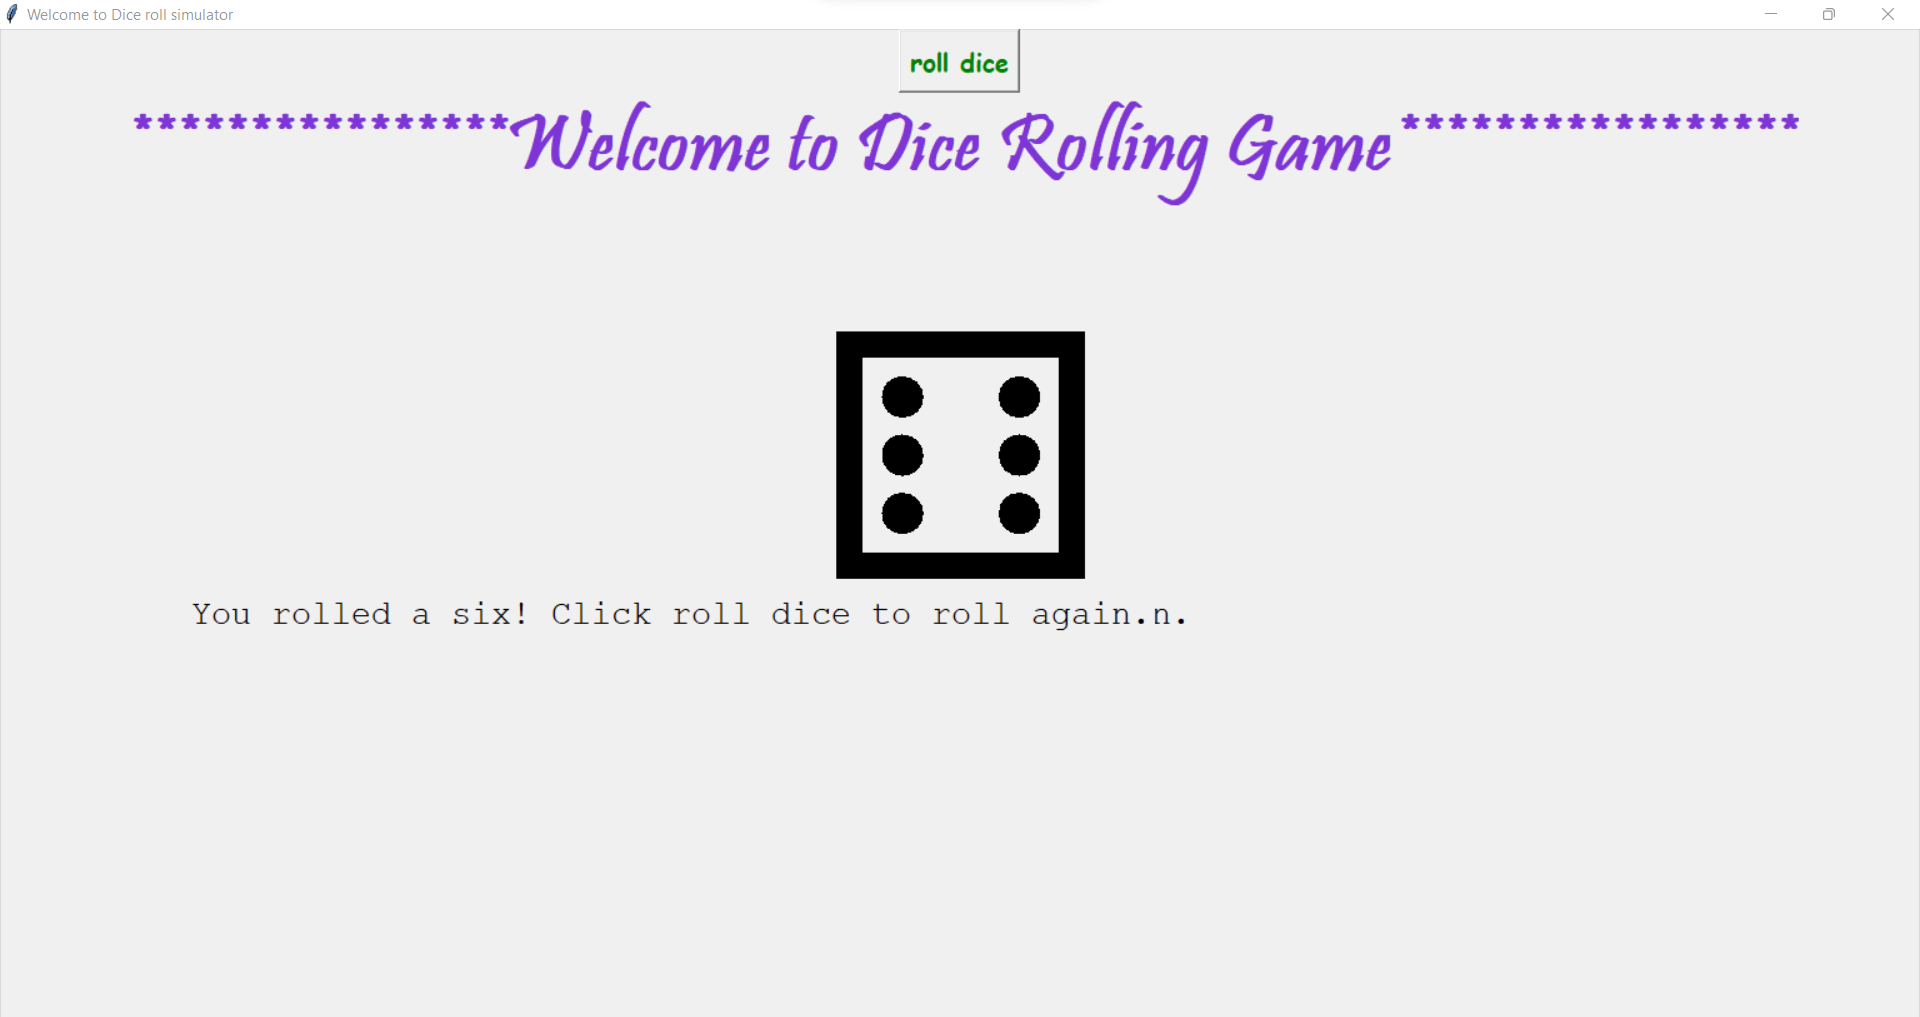 Welcome to Dice roll simulator
roll dice
****************Welcome to Dice Rolling Game*****************
You rolled a six! Click roll dice to roll again.n.